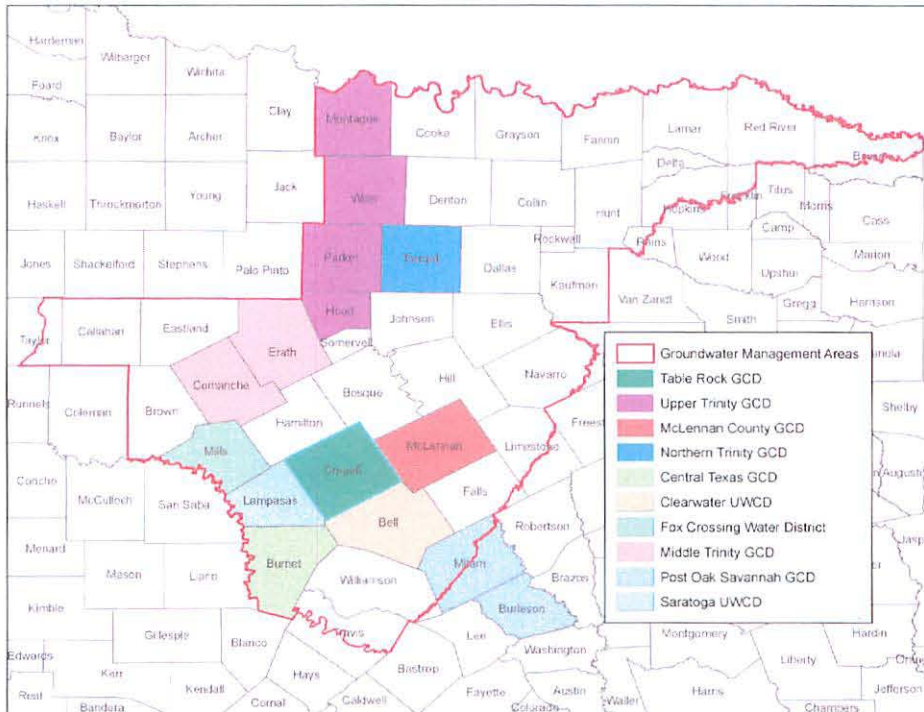 Hardeman
Wilbarger
Wichita
Foard
Clay
Montague
Cooke
Grayson
Fannin
Lamar
Red River
Knox
Baylor
Archer
Delta
Haskell
Throckmorton
Young
Jack
Wise
Denton
Collin
Hunt
Hopkins
Franklin
Titus
Morris
Cass
Camp
Rockwall
Rains
Wood
Marion
Upshur
Jones
Shackelford
Stephens
Palo Pinto
Parker
Dallas
Kaufman
Van Zandt
Gregg
Harrison
Smith
Hood
Johnson
Ellis
Taylor
Callahan
Eastland
Somervell
Erath
Navarro
Hill
Comanche
Bosque
Runnels
Coleman
Brown
Hamilton
Shelby
Mills
McLennan
Limestone
Freest
Coryell
Lampasas
Concho
McCulloch
San Saba
Falls
Augustin
Bell
Robertson
Menard
Mason
Llano
Burnet
Williamson
Milam
Brazos
Jasp
Kimble
Burleson
Gillespie
Blanco
Travis
Lee
Washington
Montgomery
Hardin
Liberty
Edwards
Kerr
Hays
Bastrop
Kendall
Caldwell
Fayette
Austin
Waller
Harris
Jefferson
Real
Bandera
Comal
Colorado
Chambers
Groundwater Management Areas
Table Rock GCD
Upper Trinity GCD
McLennan County GCD
Northern Trinity GCD
Central Texas GCD
Clearwater UWCD
Fox Crossing Water District
Middle Trinity GCD
Post Oak Savannah GCD
Saratoga UWCD